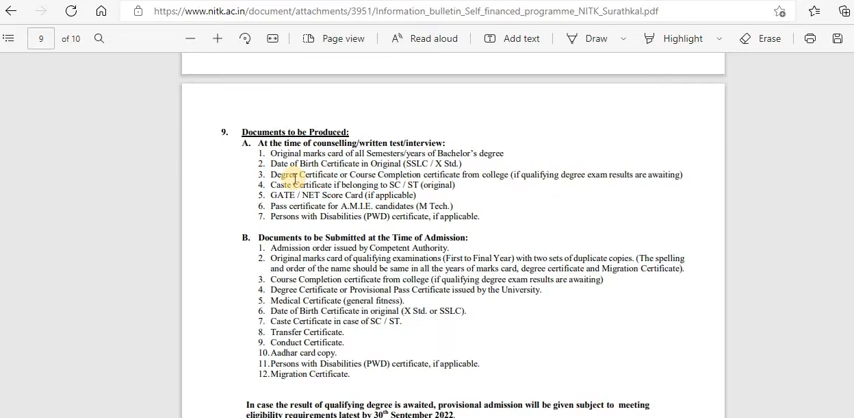 https://www.nitk.ac.in/document/attachments/3951/Information_bulletin_Self_financed_programme_NITK_Surathkal.pdf
9 of 10 Page view Read aloud Add text Draw Highlight Erase
9. Documents to be Produced:
A. At the time of counselling/written test/interview:
1. Original marks card of all Semesters/years of Bachelor's degree
2. Date of Birth Certificate in Original (SSLC / X Std.)
3. Degree Certificate or Course Completion certificate from college (if qualifying degree exam results are awaiting)
4. Caste Certificate if belonging to SC / ST (original)
5. GATE / NET Score Card (if applicable)
6. Pass certificate for A.M.I.E. candidates (M Tech.)
7. Persons with Disabilities (PWD) certificate, if applicable.
B. Documents to be Submitted at the Time of Admission:
1. Admission order issued by Competent Authority.
2. Original marks card of qualifying examinations (First to Final Year) with two sets of duplicate copies. (The spelling
and order of the name should be same in all the years of marks card, degree certificate and Migration Certificate).
3. Course Completion certificate from college (if qualifying degree exam results are awaiting)
4. Degree Certificate or Provisional Pass Certificate issued by the University.
5. Medical Certificate (general fitness).
6. Date of Birth Certificate in original (X Std. or SSLC).
7. Caste Certificate in case of SC / ST.
8. Transfer Certificate.
9. Conduct Certificate.
10. Aadhar card copy.
11. Persons with Disabilities (PWD) certificate, if applicable.
12. Migration Certificate.
In case the result of qualifying degree is awaited, provisional admission will be given subject to meeting
eligibility requirements latest by 30th September 2022.